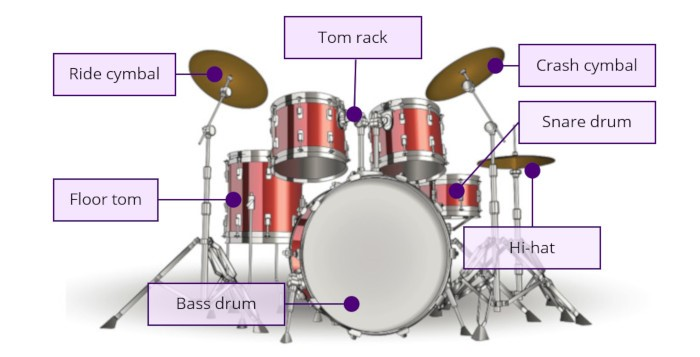 Tom rack
Ride cymbal
Crash cymbal
Snare drum
Floor tom
Hi-hat
Bass drum